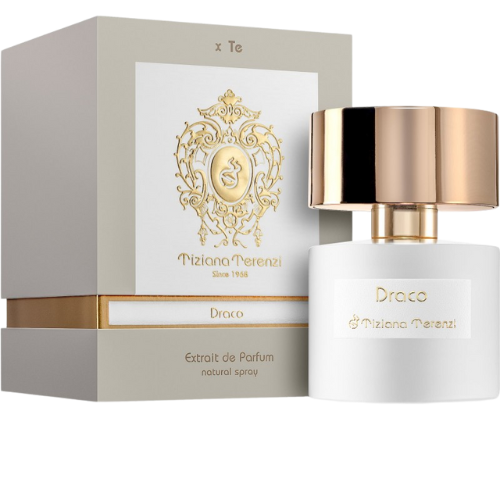 x Te
Tiziana Terenzi
Since 1968
Draco
Extrait de Parfum
natural spray
Draco
Tiziana Terenzi